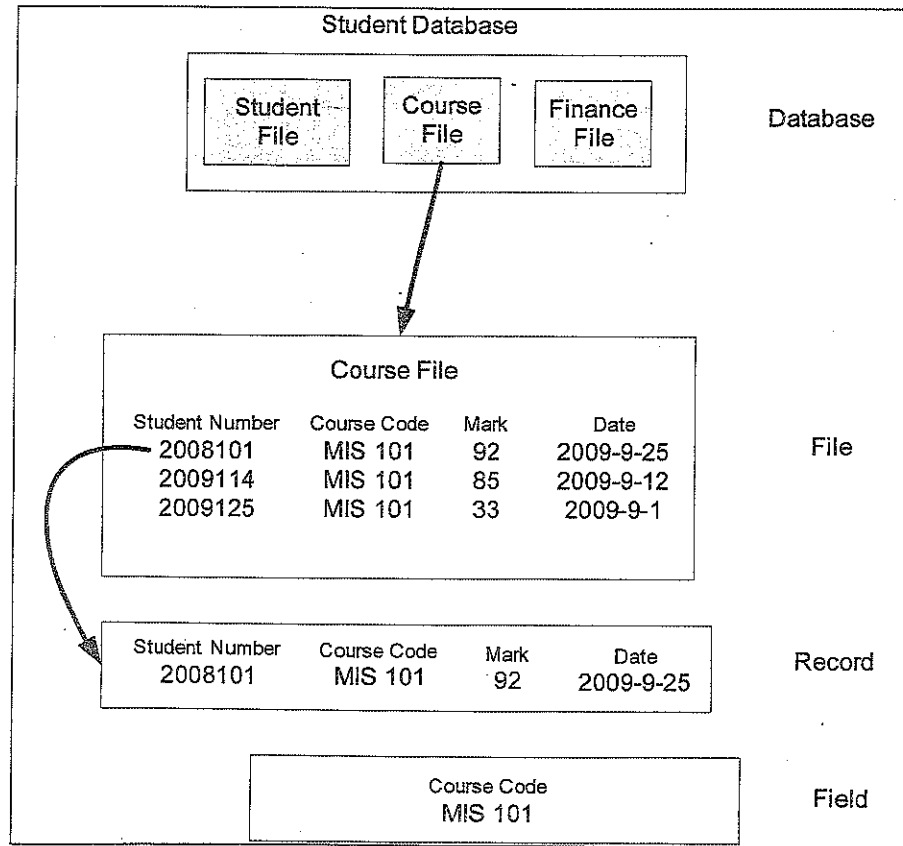 Student Database
Student File
Course File
Finance File
Database
Course File
Student Number Course Code Mark Date
2008101 MIS 101 92 2009-9-25
2009114 MIS 101 85 2009-9-12
2009125 MIS 101 33 2009-9-1
File
Student Number Course Code Mark Date
2008101 MIS 101 92 2009-9-25
Record
Course Code
MIS 101
Field